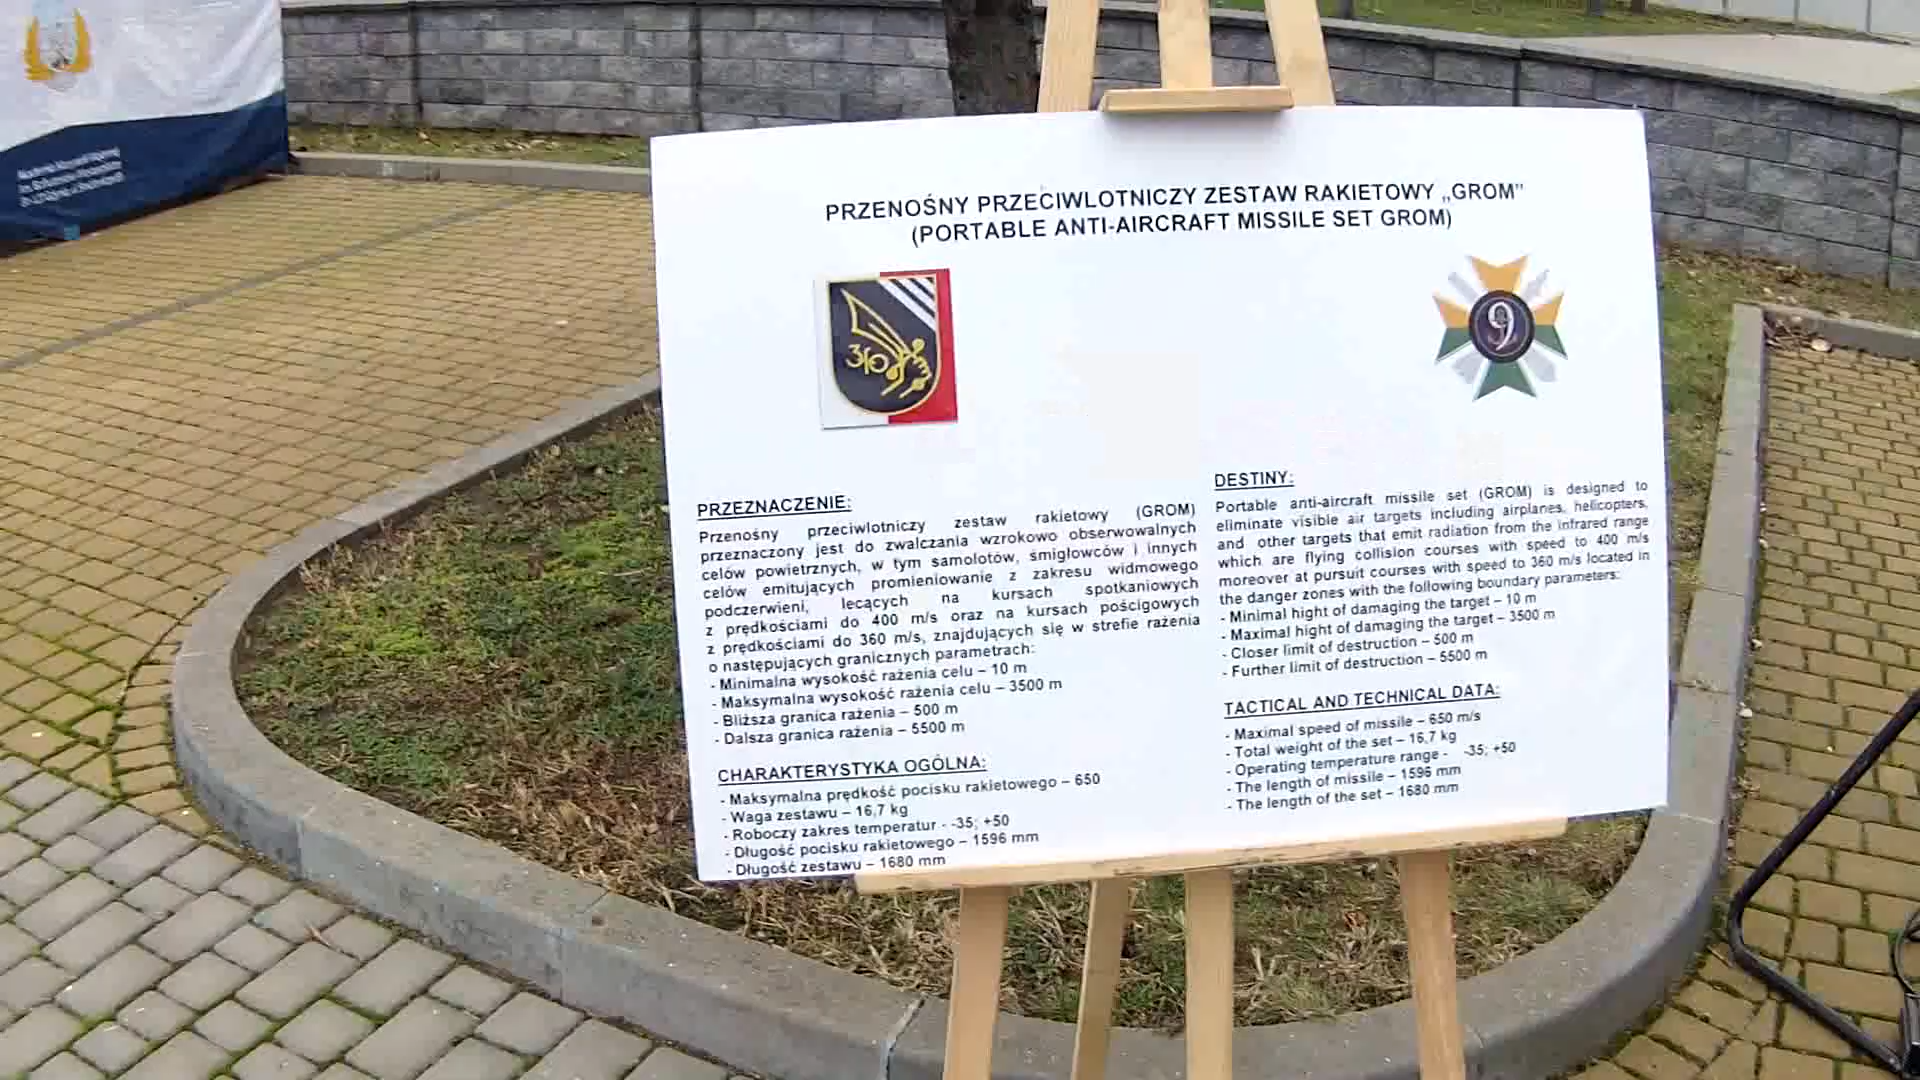 PRZENOŚNY PRZECIWLOTNICZY ZESTAW RAKIETOWY „GROM"
(PORTABLE ANTI-AIRCRAFT MISSILE SET GROM)
3
9
PRZEZNACZENIE:
Przenośny przeciwlotniczy zestaw rakietowy (GROM)
przeznaczony jest do zwalczania wzrokowo obserwowalnych
celów powietrznych, w tym samolotów, śmigłowców i innych
celów emitujących promieniowanie z zakresu widmowego
podczerwieni, lecących na kursach spotkaniowych
z prędkościami do 400 m/s oraz na kursach pościgowych
z prędkościami do 360 m/s, znajdujących się w strefie rażenia
o następujących granicznych parametrach:
- Minimalna wysokość rażenia celu – 10 m
- Maksymalna wysokość rażenia celu – 3500 m
- Bliższa granica rażenia – 500 m
- Dalsza granica rażenia – 5500 m
CHARAKTERYSTYKA OGÓLNA:
- Maksymalna prędkość pocisku rakietowego – 650
- Waga zestawu – 16,7 kg
- Roboczy zakres temperatur - -35; +50
- Długość pocisku rakietowego – 1596 mm
- Długość zestawu – 1680 mm
DESTINY:
Portable anti-aircraft missile set (GROM) is designed to
eliminate visible air targets including airplanes, helicopters,
and other targets that emit radiation from the infrared range
which are flying collision courses with speed to 400 m/s
moreover at pursuit courses with speed to 360 m/s located in
the danger zones with the following boundary parameters:
- Minimal hight of damaging the target – 10 m
- Maximal hight of damaging the target – 3500 m
- Closer limit of destruction – 500 m
- Further limit of destruction – 5500 m
TACTICAL AND TECHNICAL DATA:
- Maximal speed of missile – 650 m/s
- Total weight of the set – 16,7 kg
- Operating temperature range - -35; +50
- The length of missile – 1596 mm
- The length of the set – 1680 mm